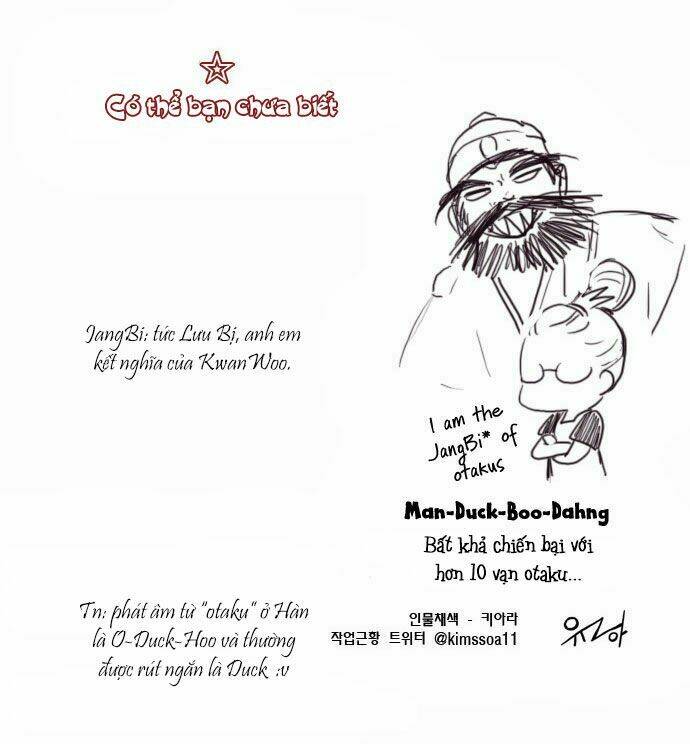 Có thể bạn chưa biết
JangBi: tức Lưu Bị, anh em
kết nghĩa của KwanWoo.
I am the
JangBi* of
otakus
Man-Duck-Boo-Dahng
Bất khả chiến bại với
hơn 10 vạn otaku...
Tn: phát âm từ "otaku" ở Hàn
là O-Duck-Hoo và thường
được rút ngắn là Duck :v
인물채색 - 키아라
작업근황 트위터 @kimssoa11